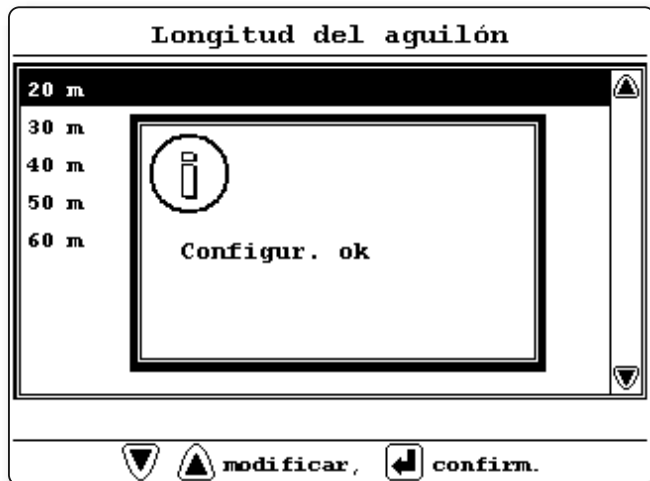 Longitud del aguilón
20 m
30 m
40 m
50 m
60 m
Configur. ok
modificar, confirm.